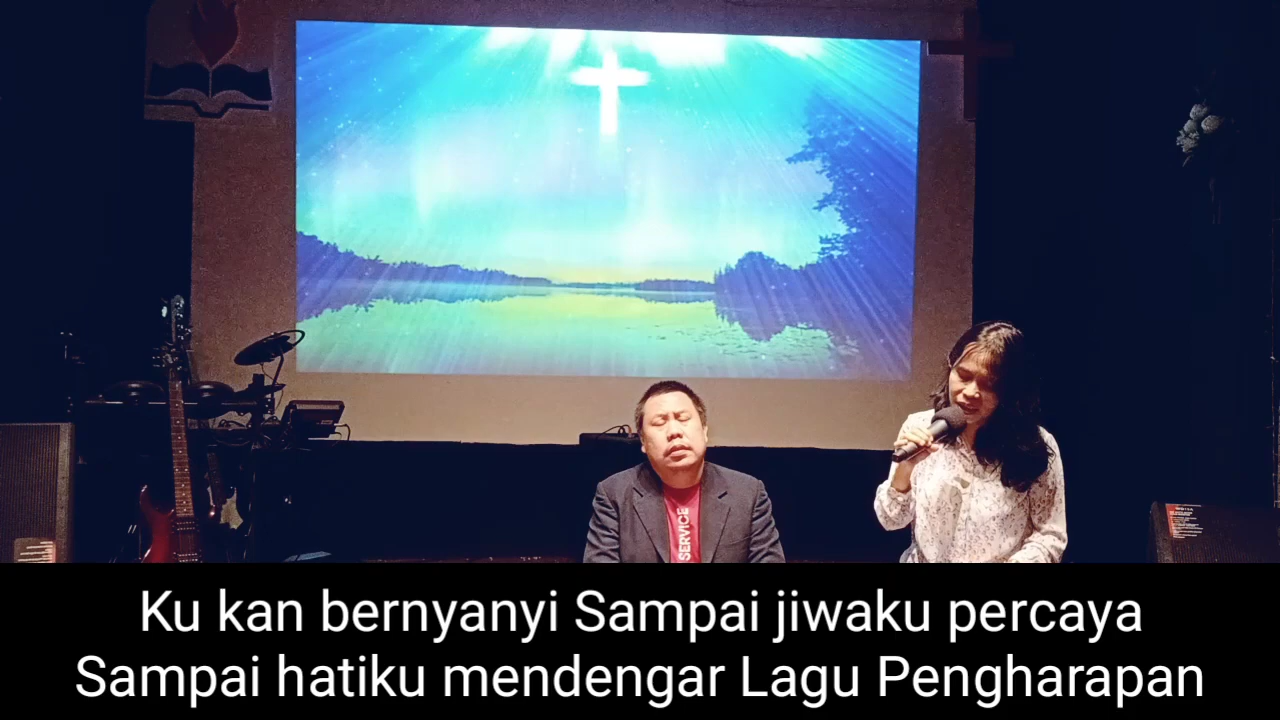 SERVICE
Ku kan bernyanyi Sampai jiwaku percaya
Sampai hatiku mendengar Lagu Pengharapan